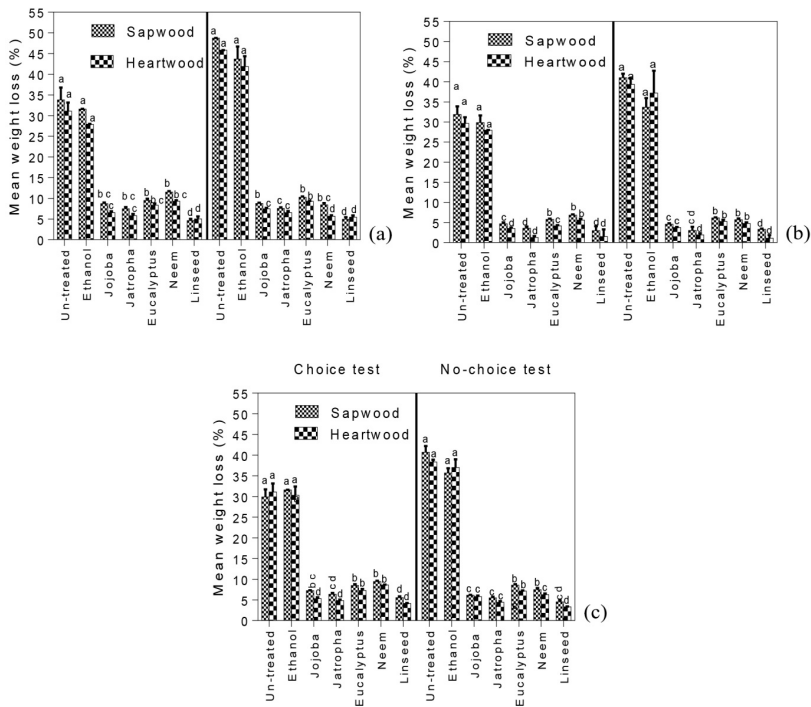 55
50
45
40
35
30
25
20
15
10
5
0
Mean weight loss (%)
Sapwood
Heartwood
a a a a b c c b c c b b c b b c d d
a a a a b c c c b b b c d d d
Un-treated
Ethanol
Jojoba
Jatropha
Eucalyptus
Neem
Linseed
Un-treated
Ethanol
Jojoba
Jatropha
Eucalyptus
Neem
Linseed
(a)
55
50
45
40
35
30
25
20
15
10
5
0
Mean weight loss (%)
Sapwood
Heartwood
a a a a
a a a a
Un-treated
Ethanol
Jojoba
Jatropha
Eucalyptus
Neem
Linseed
Un-treated
Ethanol
Jojoba
Jatropha
Eucalyptus
Neem
Linseed
(b)
Choice test No-choice test
55
50
45
40
35
30
25
20
15
10
5
0
Mean weight loss (%)
Sapwood
Heartwood
a a a a
a a a a
Un-treated
Ethanol
Jojoba
Jatropha
Eucalyptus
Neem
Linseed
Un-treated
Ethanol
Jojoba
Jatropha
Eucalyptus
Neem
Linseed
(c)